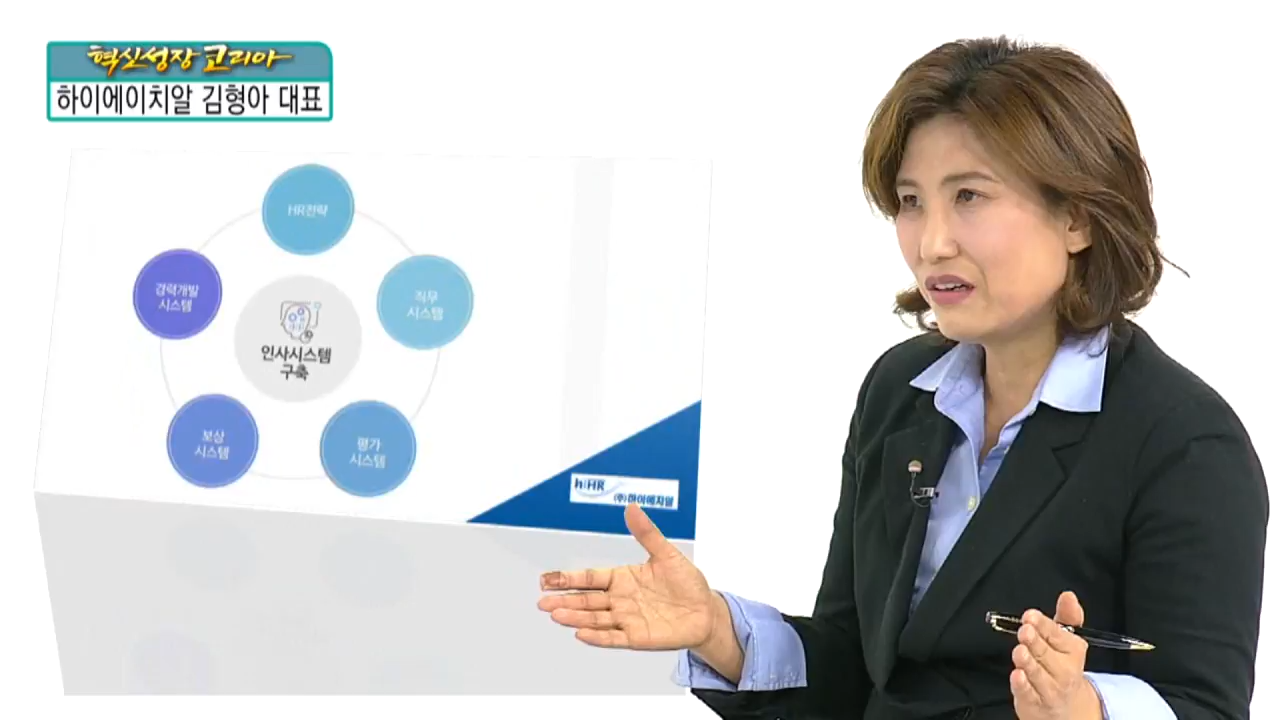 혁신성장 코리아
하이에이치알 김형아 대표
HR전략
경력개발
시스템
직무
시스템
인사시스템
구축
보상
시스템
평가
시스템
hiHR
(주)하이에치알